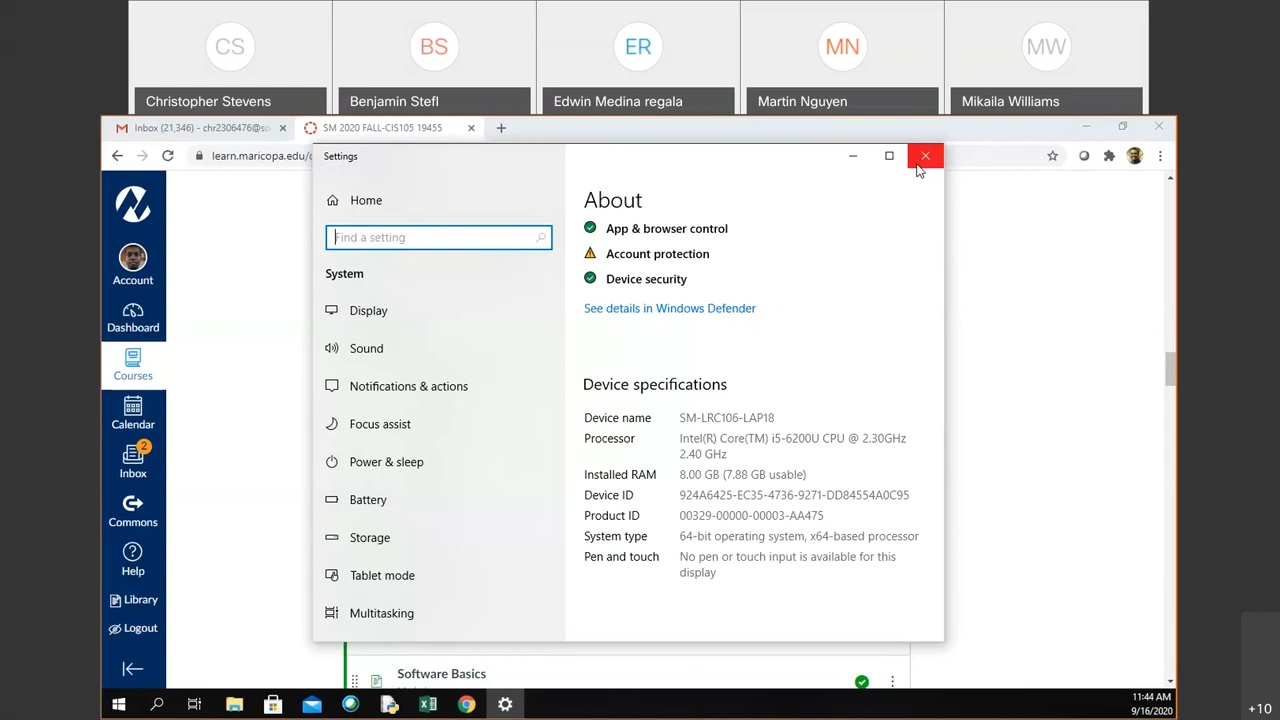 CS
BS
ER
MN
MW
Christopher Stevens
Benjamin Stefl
Edwin Medina regala
Martin Nguyen
Mikaila Williams
Inbox (21,346) - chr2306476@so
SM 2020 FALL-CIS105 19455
learn.maricopa.edu/
Settings
Account
Dashboard
Courses
Calendar
2
Inbox
Commons
Help
Library
Logout
Home
Find a setting
System
Display
Sound
Notifications & actions
Focus assist
Power & sleep
Battery
Storage
Tablet mode
Multitasking
About
App & browser control
Account protection
Device security
See details in Windows Defender
Device specifications
Device name SM-LRC106-LAP18
Processor Intel(R) Core(TM) i5-6200U CPU @ 2.30GHz
2.40 GHz
Installed RAM 8.00 GB (7.88 GB usable)
Device ID 924A6425-EC35-4736-9271-DD84554A0C95
Product ID 00329-00000-00003-AA475
System type 64-bit operating system, x64-based processor
Pen and touch No pen or touch input is available for this
display
Software Basics
11:44 AM
9/16/2020
+10